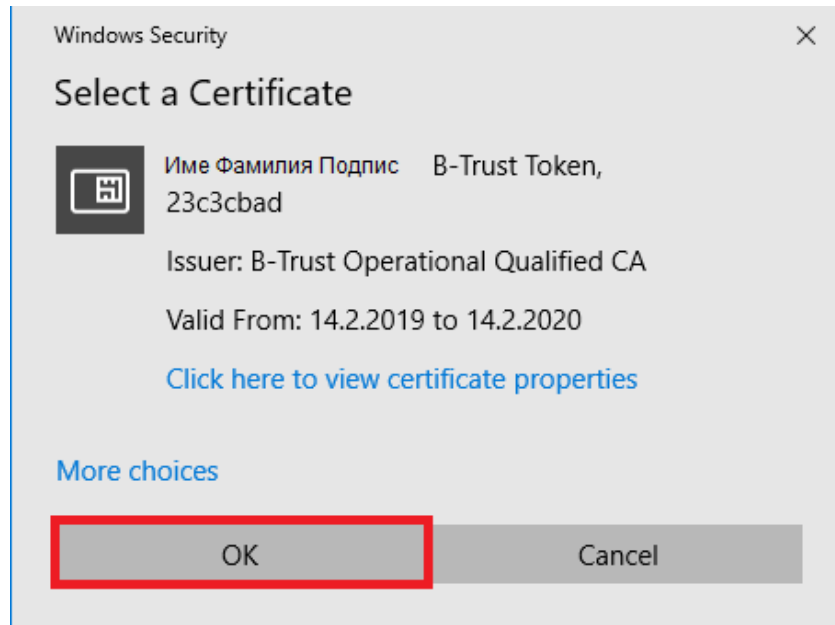 Windows Security
Select a Certificate
Име Фамилия Подпис B-Trust Token,
23c3cbad
Issuer: B-Trust Operational Qualified CA
Valid From: 14.2.2019 to 14.2.2020
Click here to view certificate properties
More choices
OK Cancel